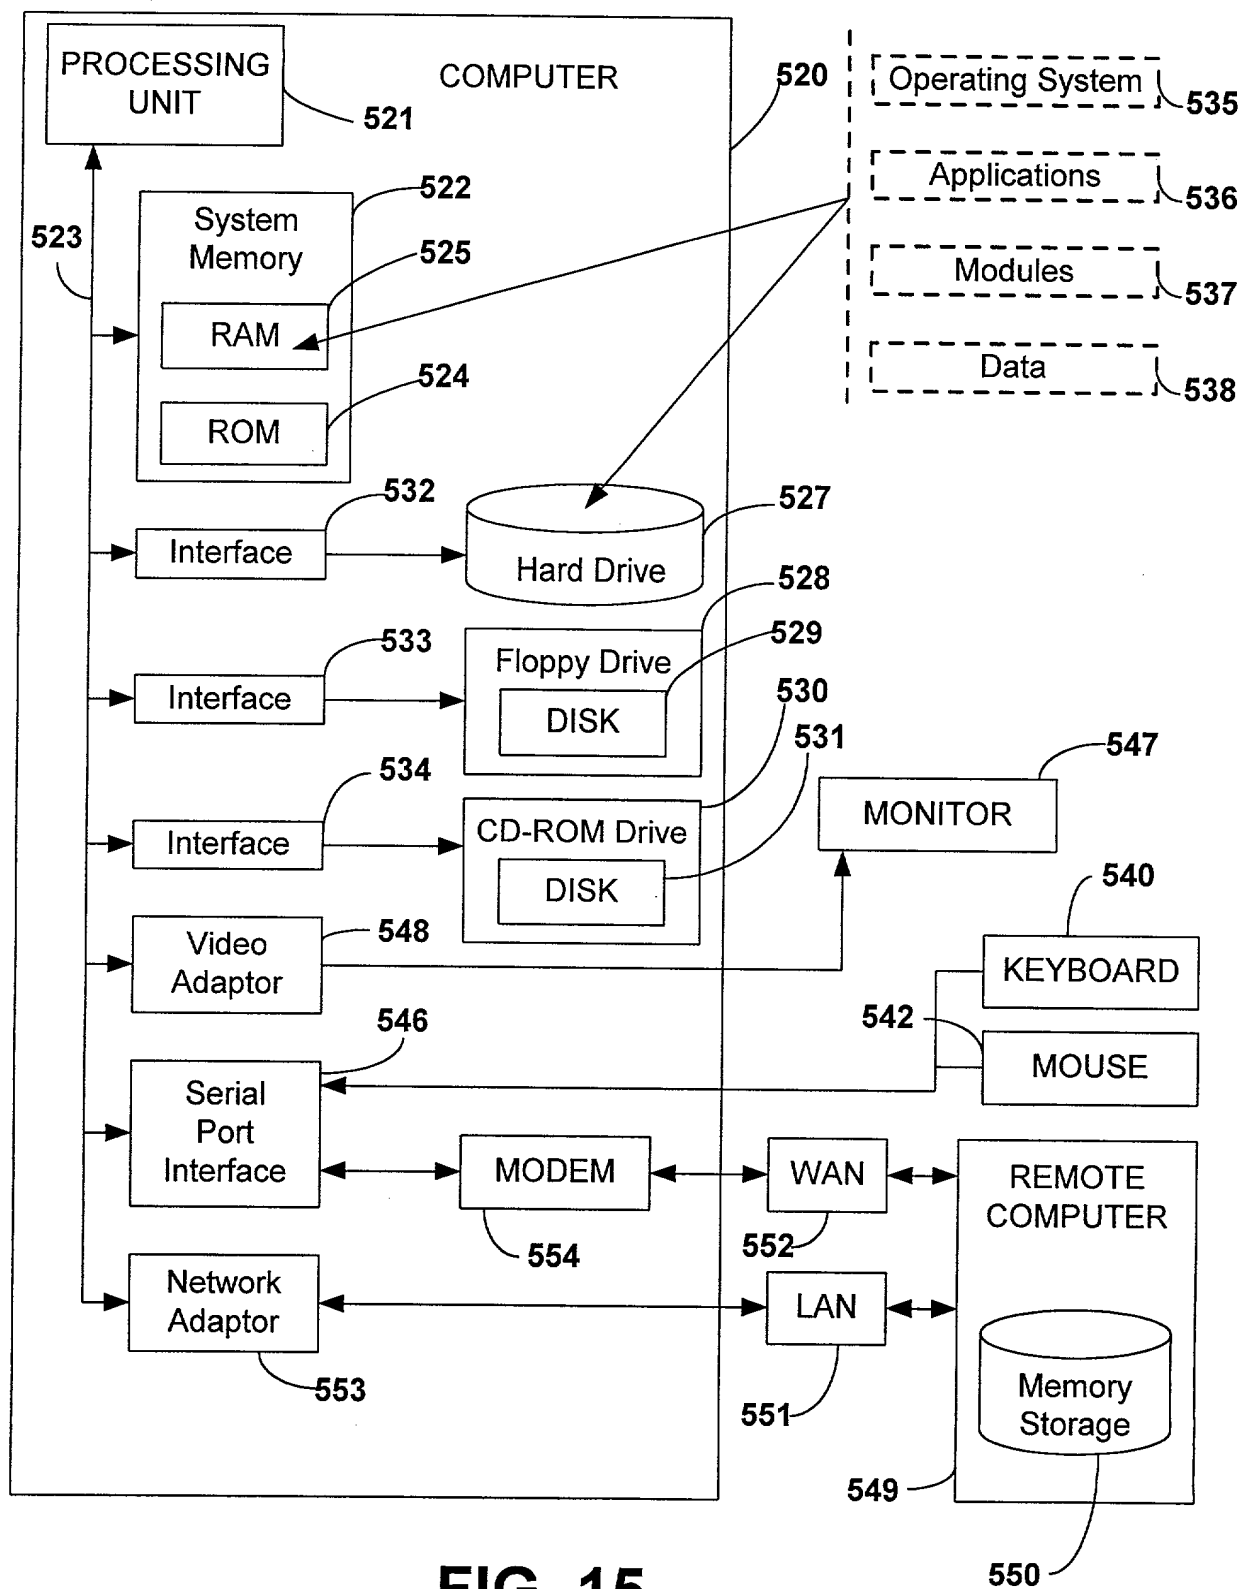 PROCESSING
UNIT
521
COMPUTER
520
Operating System
535
Applications
536
Modules
537
Data
538
523
System
Memory
522
525
RAM
524
ROM
532
Interface
527
Hard Drive
528
533
Interface
529
Floppy Drive
DISK
530
531
534
Interface
CD-ROM Drive
DISK
547
MONITOR
540
KEYBOARD
548
Video
Adaptor
542
MOUSE
546
Serial
Port
Interface
MODEM
554
WAN
552
REMOTE
COMPUTER
Network
Adaptor
553
LAN
551
Memory
Storage
549
550
FIG. 15